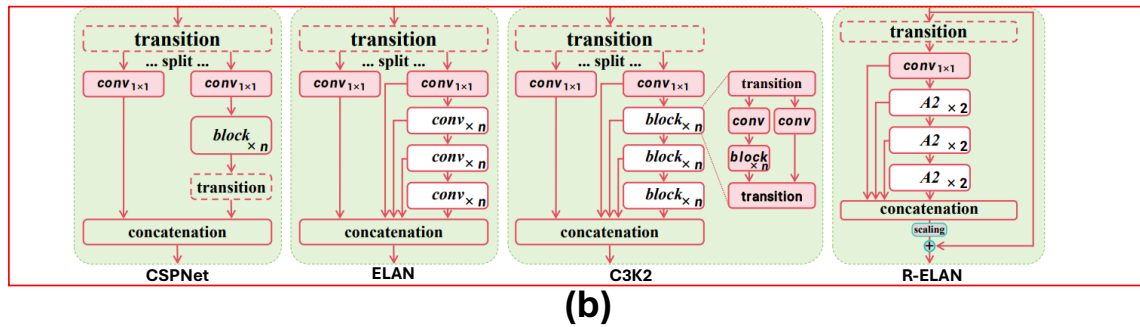 transition
... split ...
conv1×1
conv1×1
block × n
transition
concatenation
CSPNet
transition
... split ...
conv1×1
conv1×1
conv × n
conv × n
conv × n
concatenation
ELAN
transition
... split ...
conv1×1
conv1×1
block × n
block × n
block × n
concatenation
transition
conv
conv
block × n
transition
C3K2
transition
conv1×1
A2 × 2
A2 × 2
A2 × 2
concatenation
scaling
+
R-ELAN
(b)